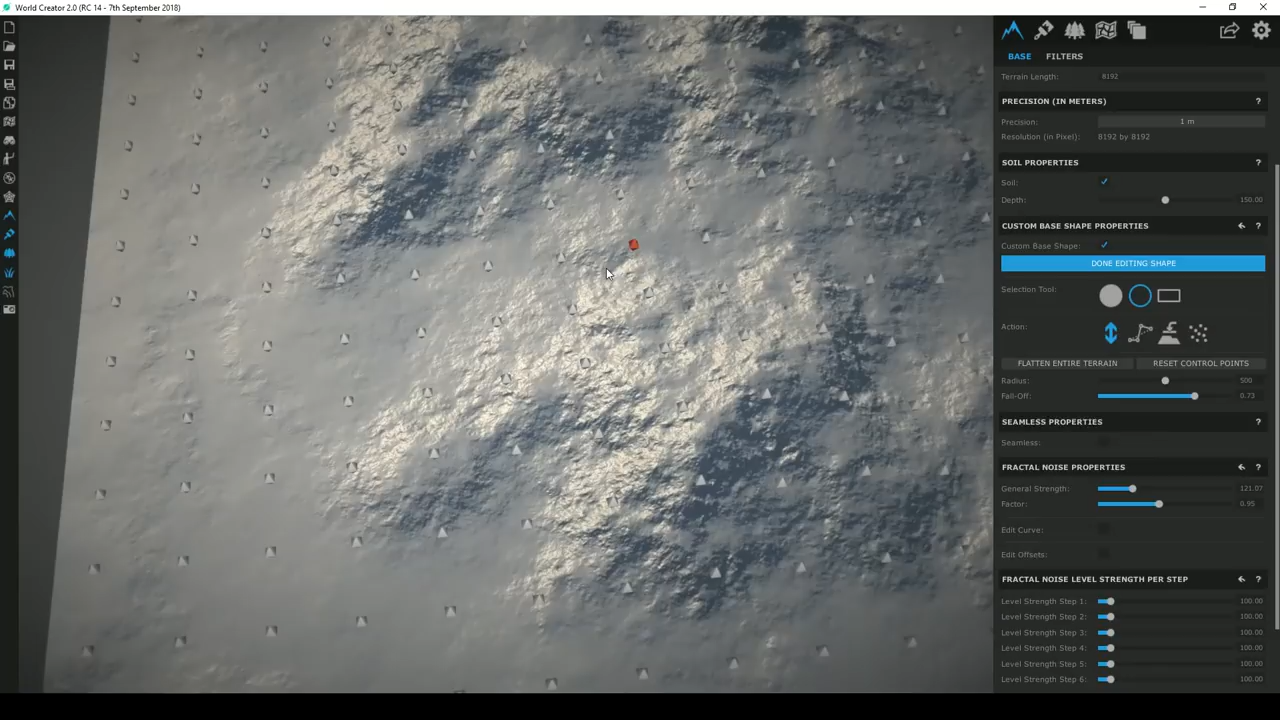 World Creator 2.0 (RC 14 - 7th September 2018)
BASE FILTERS
Terrain Length: 8192
PRECISION (IN METERS) ?
Precision: 1 m
Resolution (in Pixel): 8192 by 8192
SOIL PROPERTIES ?
Soil:
Depth: 150.00
CUSTOM BASE SHAPE PROPERTIES ?
Custom Base Shape:
DONE EDITING SHAPE
Selection Tool:
Action:
FLATTEN ENTIRE TERRAIN RESET CONTROL POINTS
Radius: 500
Fall-Off: 0.73
SEAMLESS PROPERTIES ?
Seamless:
FRACTAL NOISE PROPERTIES ?
General Strength: 121.07
Factor: 0.95
Edit Curve:
Edit Offsets:
FRACTAL NOISE LEVEL STRENGTH PER STEP ?
Level Strength Step 1: 100.00
Level Strength Step 2: 100.00
Level Strength Step 3: 100.00
Level Strength Step 4: 100.00
Level Strength Step 5: 100.00
Level Strength Step 6: 100.00